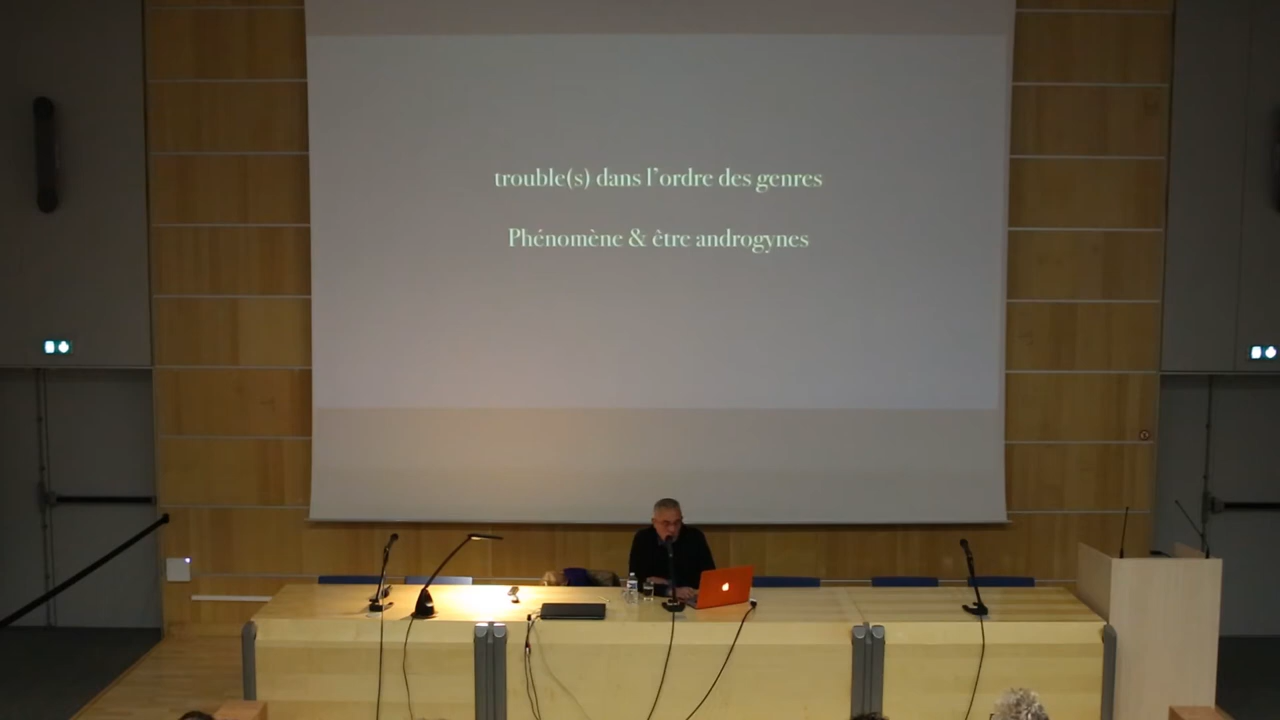 trouble(s) dans l’ordre des genres
Phénomène & être androgynes